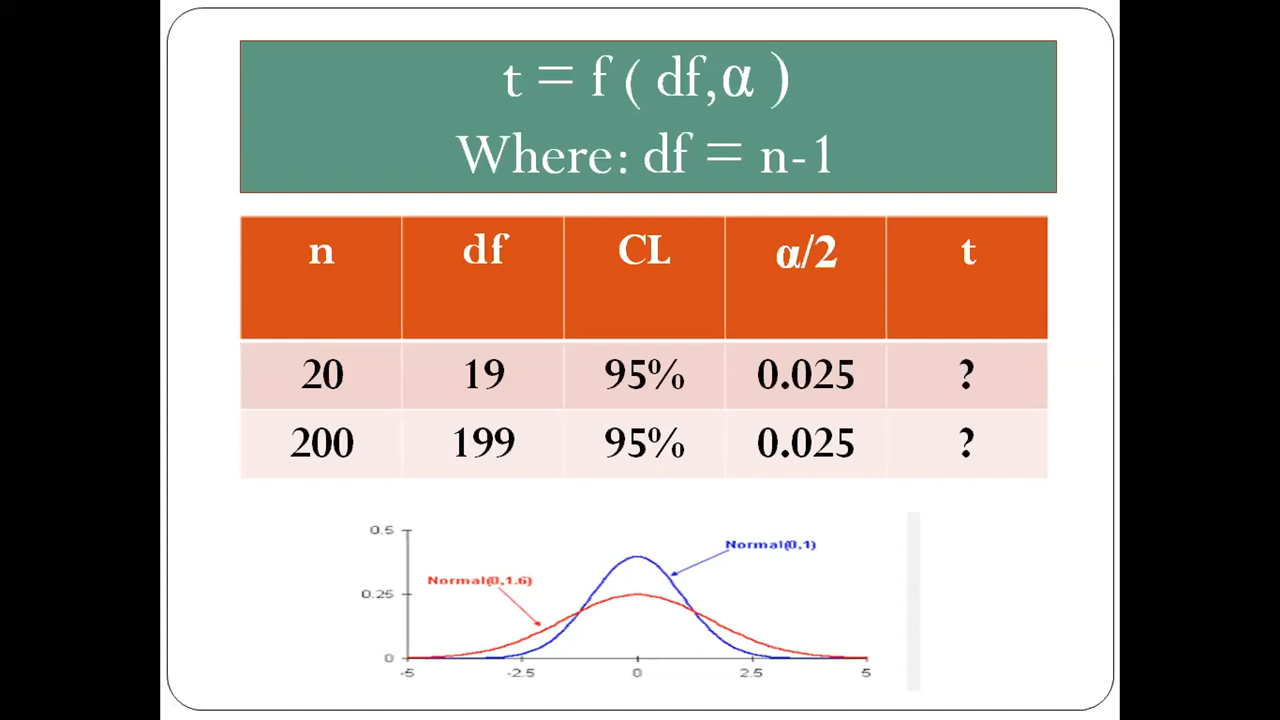 t = f ( df,α )
Where: df = n-1
n df CL α/2 t
20 19 95% 0.025 ?
200 199 95% 0.025 ?
0.5
Normal(0,1)
Normal(0,1.6)
0.25
0
-5 -2.5 0 2.5 5